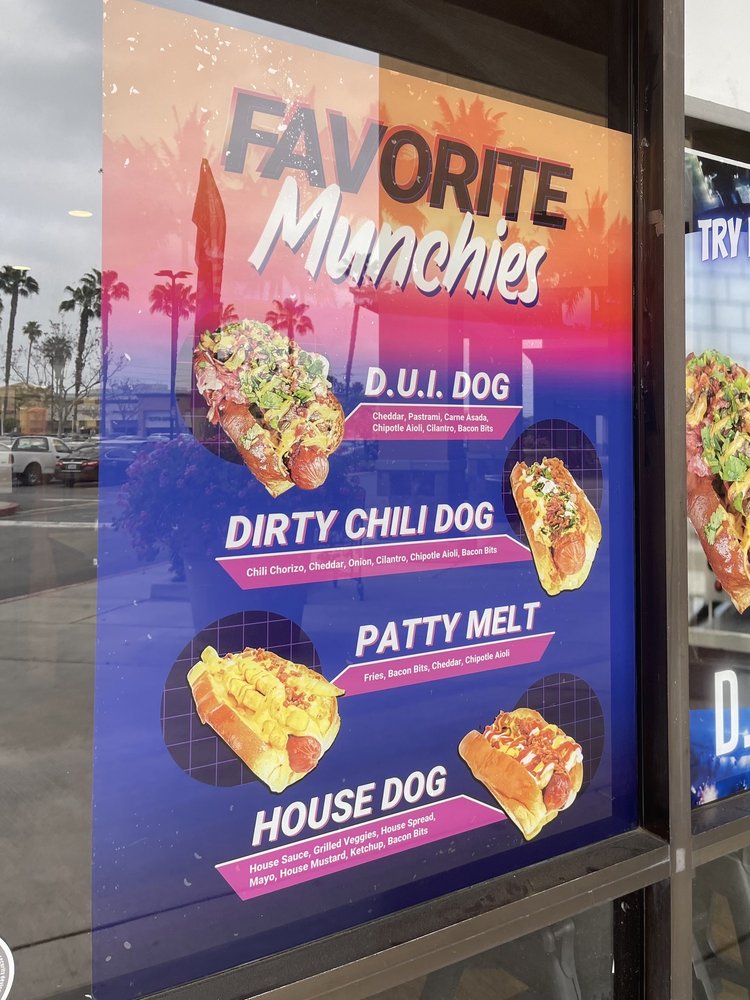 FAVORITE
Munchies
D.U.I. DOG
Cheddar, Pastrami, Carne Asada,
Chipotle Aioli, Cilantro, Bacon Bits
DIRTY CHILI DOG
Chili Chorizo, Cheddar, Onion, Cilantro, Chipotle Aioli, Bacon Bits
PATTY MELT
Fries, Bacon Bits, Cheddar, Chipotle Aioli
HOUSE DOG
House Sauce, Grilled Veggies, House Spread,
Mayo, House Mustard, Ketchup, Bacon Bits
TRY
D.